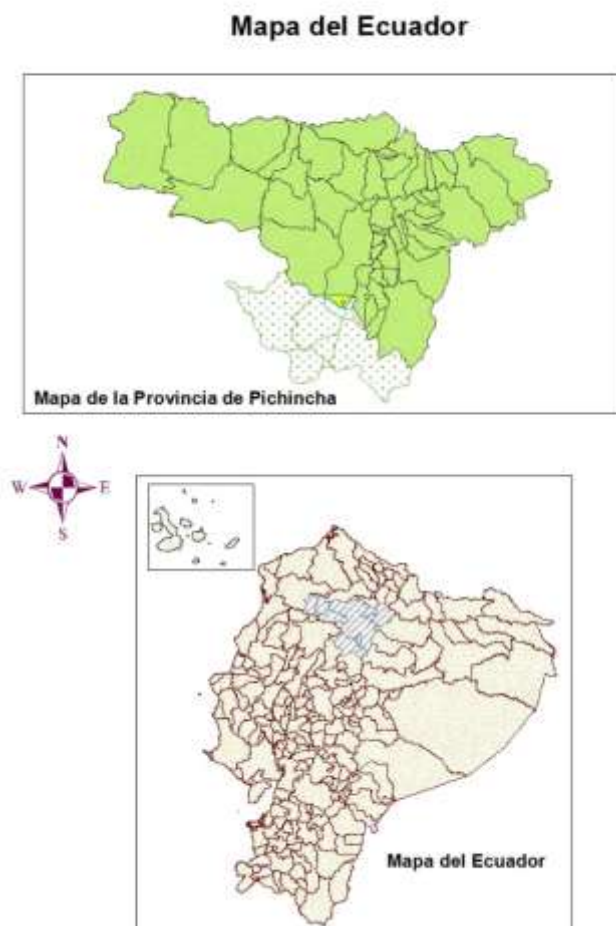 Mapa del Ecuador
Mapa de la Provincia de Pichincha
N
W E
S
Mapa del Ecuador